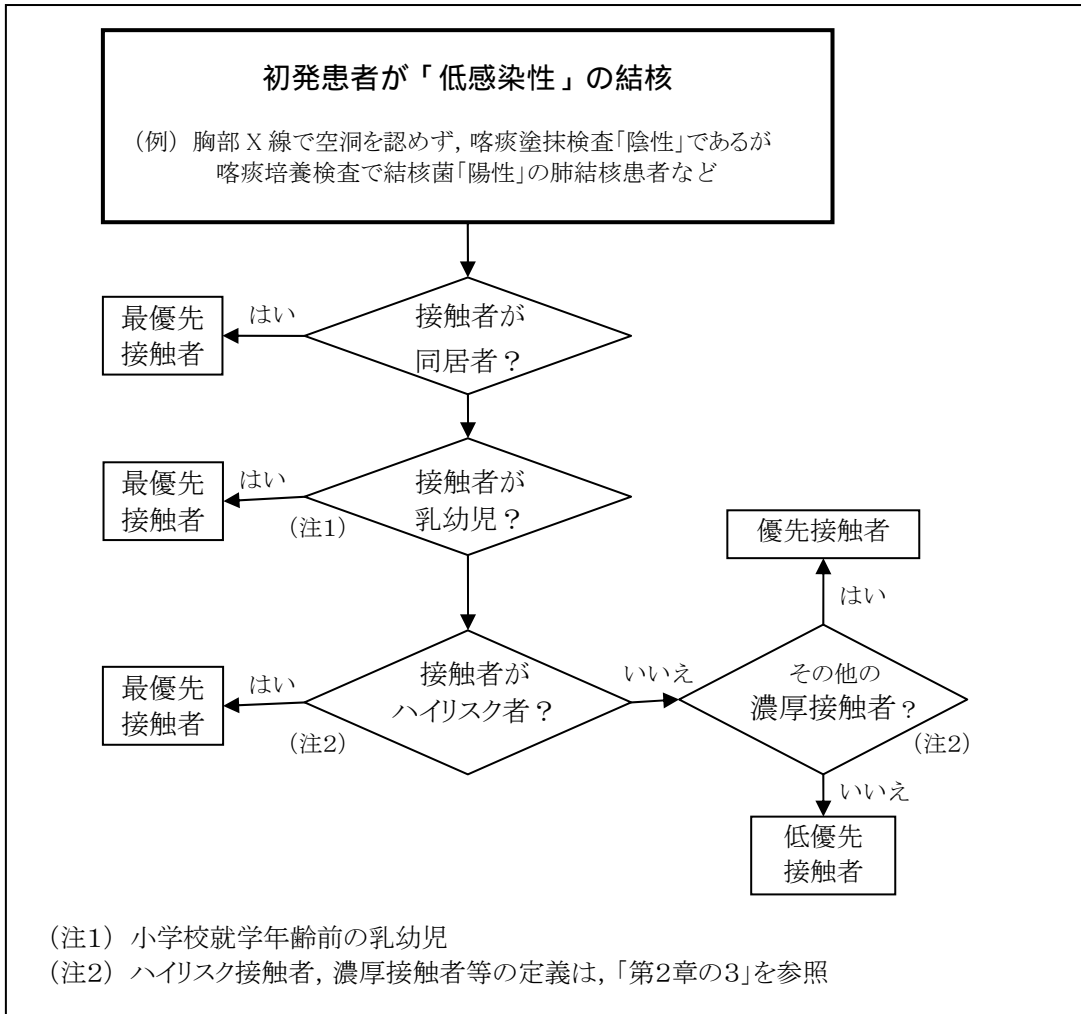 初発患者が「低感染性」の結核
（例） 胸部 X 線で空洞を認めず，喀痰塗抹検査「陰性」であるが
喀痰培養検査で結核菌「陽性」の肺結核患者など
最優先
接触者
はい
接触者が
同居者？
最優先
接触者
はい
（注1）
接触者が
乳幼児？
優先接触者
はい
最優先
接触者
はい
（注2）
接触者が
ハイリスク者？
いいえ
その他の
濃厚接触者？
（注2）
いいえ
低優先
接触者
（注1） 小学校就学年齢前の乳幼児
（注2） ハイリスク接触者，濃厚接触者等の定義は，「第2章の3」を参照